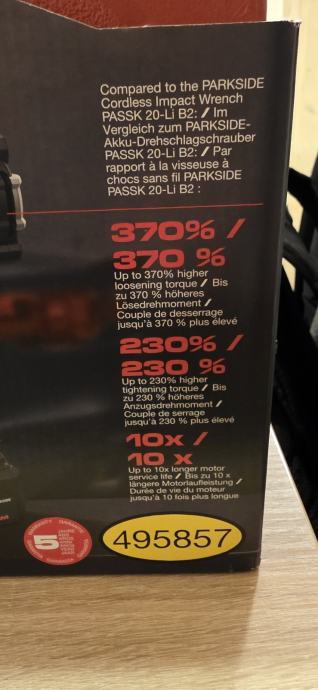 Compared to the PARKSIDE
Cordless Impact Wrench
PASSK 20-Li B2: / Im
Vergleich zum PARKSIDE-
Akku-Drehschlagschrauber
PASSK 20-Li B2: / Par
rapport à la visseuse à
chocs sans fil PARKSIDE
PASSK 20-Li B2 :
370% /
370 %
Up to 370% higher
loosening torque / Bis
zu 370 % höheres
Lösedrehmoment /
Couple de desserrage
jusqu'à 370 % plus élevé
230% /
230 %
Up to 230% higher
tightening torque / Bis
zu 230 % höheres
Anzugsdrehmoment /
Couple de serrage
jusqu'à 230 % plus élevé
10x /
10 x
Up to 10x longer motor
service life / Bis zu 10 x
längere Motorlaufleistung /
Durée de vie du moteur
jusqu'à 10 fois plus longue
5
495857